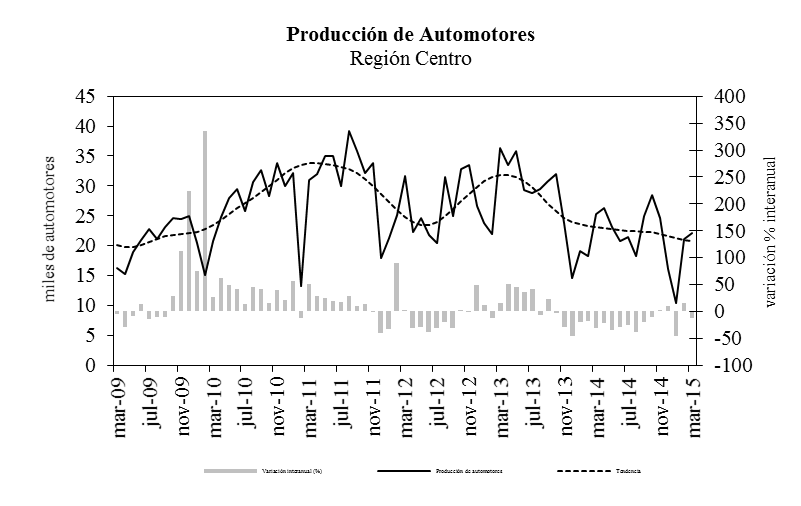 Producción de Automotores
Región Centro
miles de automotores
45
40
35
30
25
20
15
10
5
0
400
350
300
250
200
150
100
50
0
-50
-100
variación % interanual
mar-09
jul-09
nov-09
mar-10
jul-10
nov-10
mar-11
jul-11
nov-11
mar-12
jul-12
nov-12
mar-13
jul-13
nov-13
mar-14
jul-14
nov-14
mar-15
Variación interanual (%)
Producción de automotores
Tendencia